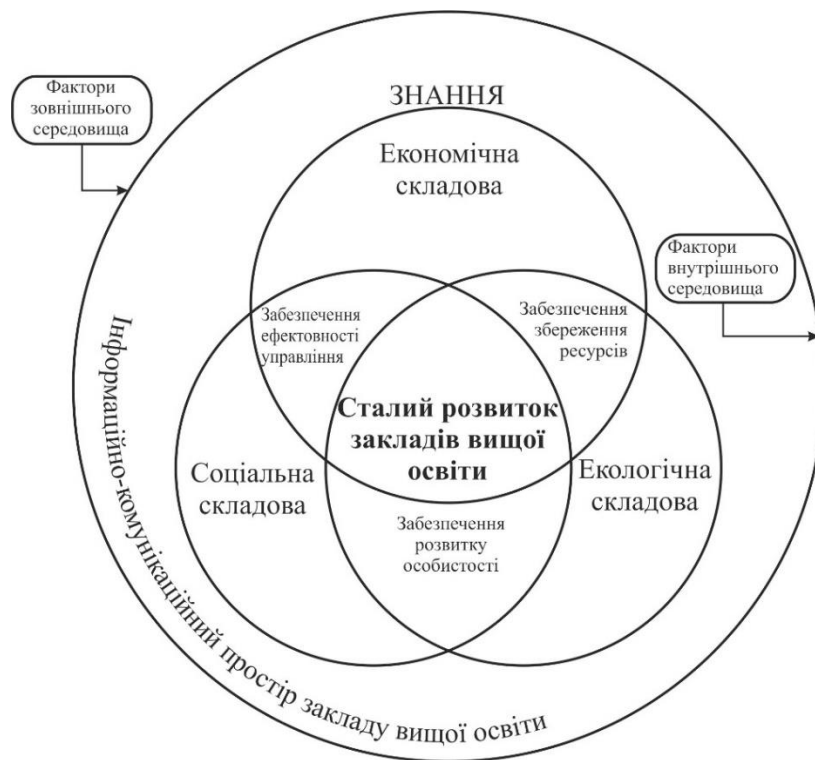 Фактори
зовнішнього
середовища
ЗНАННЯ
Економічна
складова
Фактори
внутрішнього
середовища
Забезпечення
ефектовності
управління
Забезпечення
збереження
ресурсів
Сталий розвиток
закладів вищої
освіти
Соціальна
складова
Екологічна
складова
Забезпечення
розвитку
особистості
Інформаційно-комунікаційний простір закладу вищої освіти